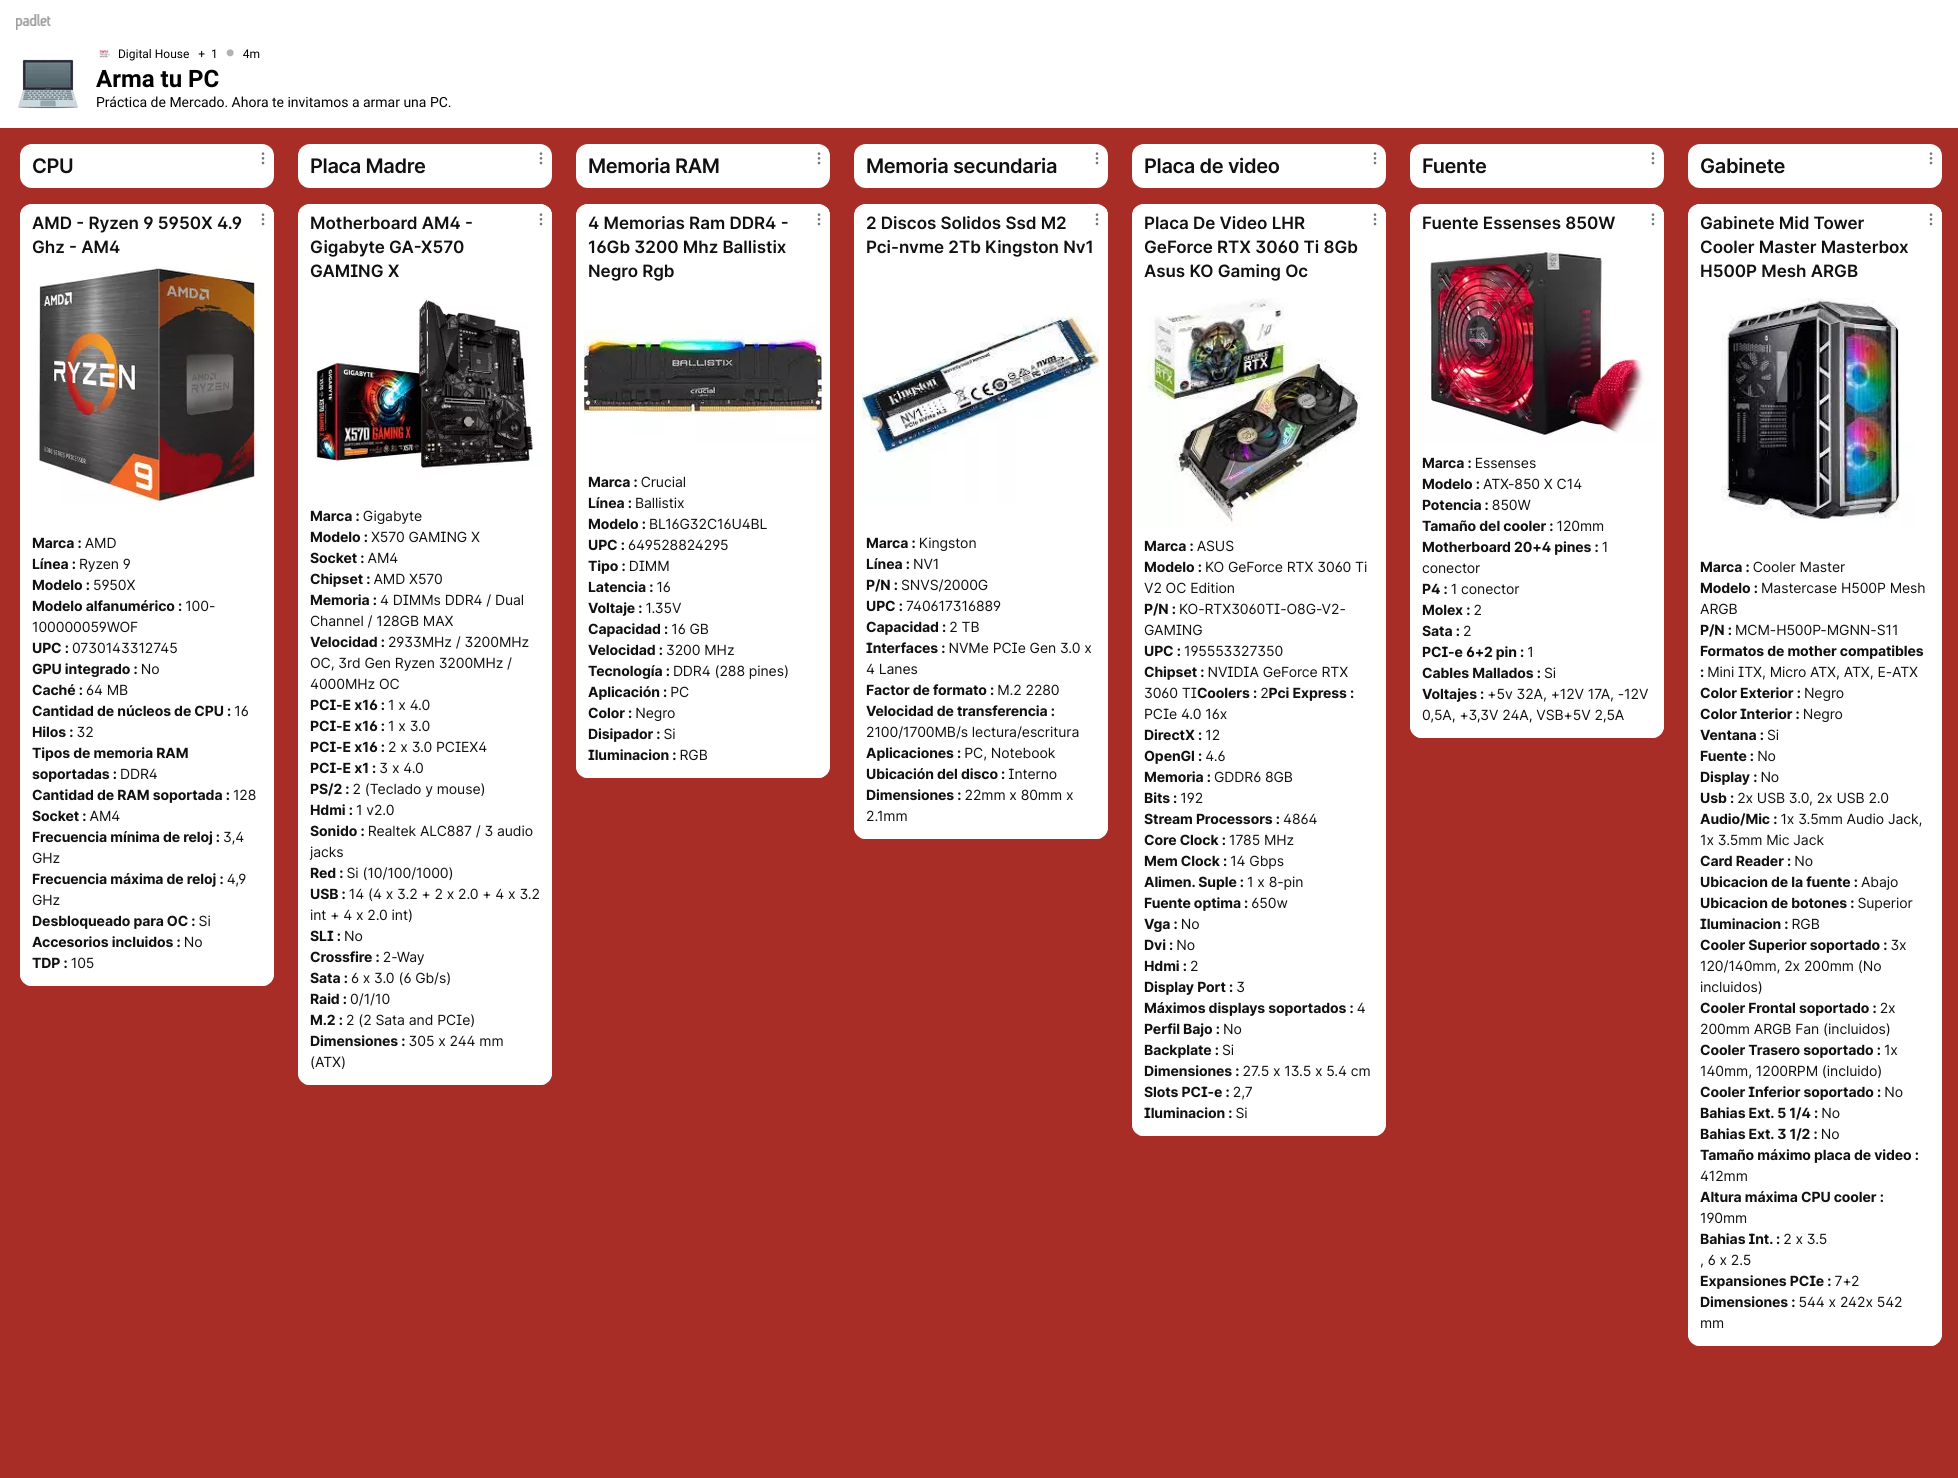 padlet
Digital House + 1 4m
Arma tu PC
Práctica de Mercado. Ahora te invitamos a armar una PC.
CPU
AMD - Ryzen 9 5950X 4.9
Ghz - AM4
AMD
AMD
RYZEN
AMD
RYZEN
9
Marca : AMD
Línea : Ryzen 9
Modelo : 5950X
Modelo alfanumérico : 100-
100000059WOF
UPC : 0730143312745
GPU integrado : No
Caché : 64 MB
Cantidad de núcleos de CPU : 16
Hilos : 32
Tipos de memoria RAM
soportadas : DDR4
Cantidad de RAM soportada : 128
Socket : AM4
Frecuencia mínima de reloj : 3,4
GHz
Frecuencia máxima de reloj : 4,9
GHz
Desbloqueado para OC : Si
Accesorios incluidos : No
TDP : 105
Placa Madre
Motherboard AM4 -
Gigabyte GA-X570
GAMING X
GIGABYTE
X570 GAMING X
Marca : Gigabyte
Modelo : X570 GAMING X
Socket : AM4
Chipset : AMD X570
Memoria : 4 DIMMs DDR4 / Dual
Channel / 128GB MAX
Velocidad : 2933MHz / 3200MHz
OC, 3rd Gen Ryzen 3200MHz /
4000MHz OC
PCI-E x16 : 1 x 4.0
PCI-E x16 : 1 x 3.0
PCI-E x16 : 2 x 3.0 PCIEX4
PCI-E x1 : 3 x 4.0
PS/2 : 2 (Teclado y mouse)
Hdmi : 1 v2.0
Sonido : Realtek ALC887 / 3 audio
jacks
Red : Si (10/100/1000)
USB : 14 (4 x 3.2 + 2 x 2.0 + 4 x 3.2
int + 4 x 2.0 int)
SLI : No
Crossfire : 2-Way
Sata : 6 x 3.0 (6 Gb/s)
Raid : 0/1/10
M.2 : 2 (2 Sata and PCIe)
Dimensiones : 305 x 244 mm
(ATX)
Memoria RAM
4 Memorias Ram DDR4 -
16Gb 3200 Mhz Ballistix
Negro Rgb
BALLISTIX
crucial
Marca : Crucial
Línea : Ballistix
Modelo : BL16G32C16U4BL
UPC : 649528824295
Tipo : DIMM
Latencia : 16
Voltaje : 1.35V
Capacidad : 16 GB
Velocidad : 3200 MHz
Tecnología : DDR4 (288 pines)
Aplicación : PC
Color : Negro
Disipador : Si
Iluminacion : RGB
Memoria secundaria
2 Discos Solidos Ssd M2
Pci-nvme 2Tb Kingston Nv1
Kingston
NV1
PCIe NVMe M.2
nvm
Marca : Kingston
Línea : NV1
P/N : SNVS/2000G
UPC : 740617316889
Capacidad : 2 TB
Interfaces : NVMe PCIe Gen 3.0 x
4 Lanes
Factor de formato : M.2 2280
Velocidad de transferencia :
2100/1700MB/s lectura/escritura
Aplicaciones : PC, Notebook
Ubicación del disco : Interno
Dimensiones : 22mm x 80mm x
2.1mm
Placa de video
Placa De Video LHR
GeForce RTX 3060 Ti 8Gb
Asus KO Gaming Oc
GEFORCE
RTX
RTX
Marca : ASUS
Modelo : KO GeForce RTX 3060 Ti
V2 OC Edition
P/N : KO-RTX3060TI-O8G-V2-
GAMING
UPC : 195553327350
Chipset : NVIDIA GeForce RTX
3060 TICoolers : 2Pci Express :
PCIe 4.0 16x
DirectX : 12
OpenGl : 4.6
Memoria : GDDR6 8GB
Bits : 192
Stream Processors : 4864
Core Clock : 1785 MHz
Mem Clock : 14 Gbps
Alimen. Suple : 1 x 8-pin
Fuente optima : 650w
Vga : No
Dvi : No
Hdmi : 2
Display Port : 3
Máximos displays soportados : 4
Perfil Bajo : No
Backplate : Si
Dimensiones : 27.5 x 13.5 x 5.4 cm
Slots PCI-e : 2,7
Iluminacion : Si
Fuente
Fuente Essenses 850W
Marca : Essenses
Modelo : ATX-850 X C14
Potencia : 850W
Tamaño del cooler : 120mm
Motherboard 20+4 pines : 1
conector
P4 : 1 conector
Molex : 2
Sata : 2
PCI-e 6+2 pin : 1
Cables Mallados : Si
Voltajes : +5v 32A, +12V 17A, -12V
0,5A, +3,3V 24A, VSB+5V 2,5A
Gabinete
Gabinete Mid Tower
Cooler Master Masterbox
H500P Mesh ARGB
Marca : Cooler Master
Modelo : Mastercase H500P Mesh
ARGB
P/N : MCM-H500P-MGNN-S11
Formatos de mother compatibles
: Mini ITX, Micro ATX, ATX, E-ATX
Color Exterior : Negro
Color Interior : Negro
Ventana : Si
Fuente : No
Display : No
Usb : 2x USB 3.0, 2x USB 2.0
Audio/Mic : 1x 3.5mm Audio Jack,
1x 3.5mm Mic Jack
Card Reader : No
Ubicacion de la fuente : Abajo
Ubicacion de botones : Superior
Iluminacion : RGB
Cooler Superior soportado : 3x
120/140mm, 2x 200mm (No
incluidos)
Cooler Frontal soportado : 2x
200mm ARGB Fan (incluidos)
Cooler Trasero soportado : 1x
140mm, 1200RPM (incluido)
Cooler Inferior soportado : No
Bahias Ext. 5 1/4 : No
Bahias Ext. 3 1/2 : No
Tamaño máximo placa de video :
412mm
Altura máxima CPU cooler :
190mm
Bahias Int. : 2 x 3.5
, 6 x 2.5
Expansiones PCIe : 7+2
Dimensiones : 544 x 242x 542
mm